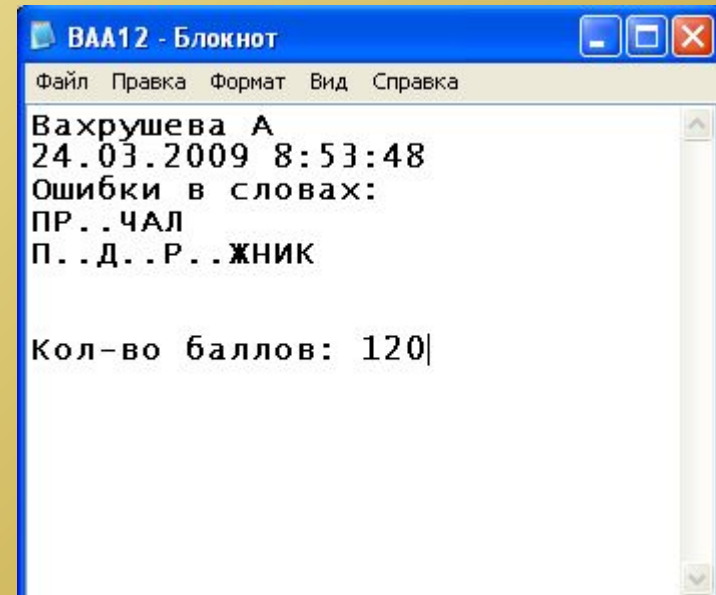 BAA12 - Блокнот
Файл Правка Формат Вид Справка
Вахрушева А
24.03.2009 8:53:48
Ошибки в словах:
ПР..ЧАЛ
П..Д..Р..ЖНИК
Кол-во баллов: 120